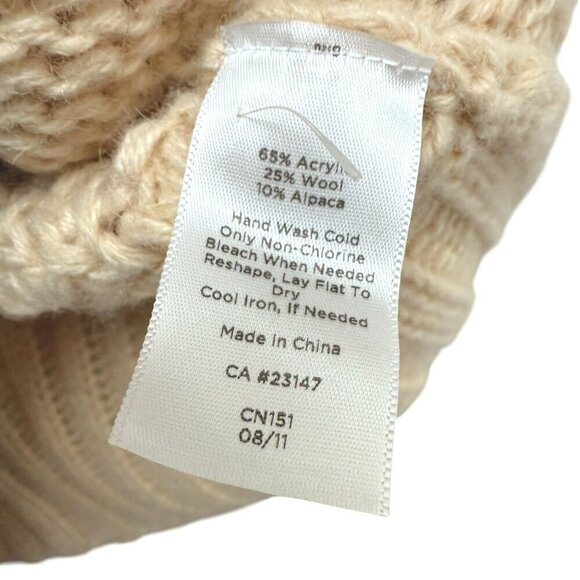 65% Acrylic
25% Wool
10% Alpaca
Hand Wash Cold
Only Non-Chlorine
Bleach When Needed
Reshape, Lay Flat To
Dry
Cool Iron, If Needed
Made in China
CA #23147
CN151
08/11